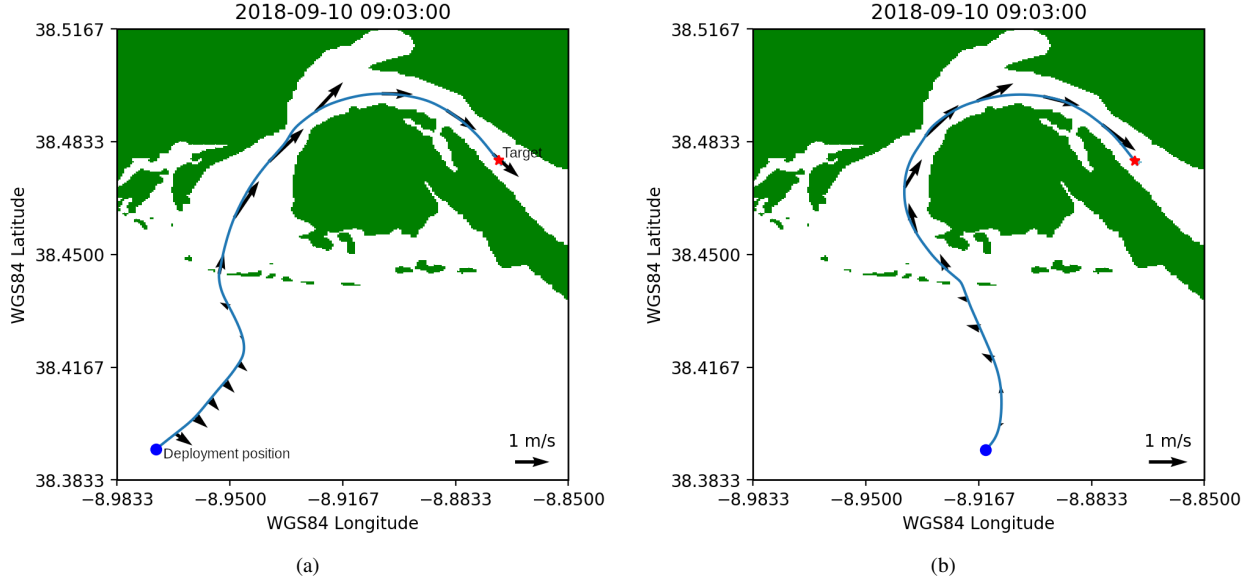 2018-09-10 09:03:00
38.5167
38.4833
38.4500
38.4167
38.3833
WGS84 Latitude
Target
Deployment position
1 m/s
−8.9833 −8.9500 −8.9167 −8.8833 −8.8500
WGS84 Longitude
(a)
2018-09-10 09:03:00
38.5167
38.4833
38.4500
38.4167
38.3833
WGS84 Latitude
1 m/s
−8.9833 −8.9500 −8.9167 −8.8833 −8.8500
WGS84 Longitude
(b)